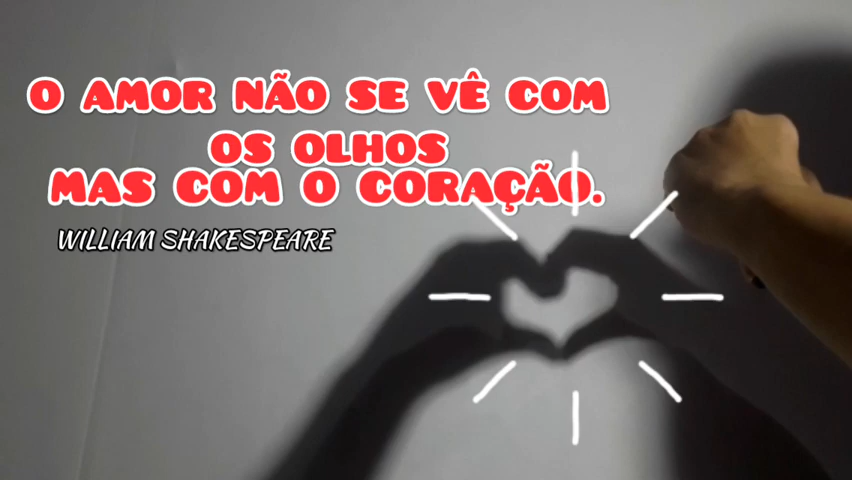 O AMOR NÃO SE VÊ COM
OS OLHOS
MAS COM O CORAÇÃO.
WILLIAM SHAKESPEARE